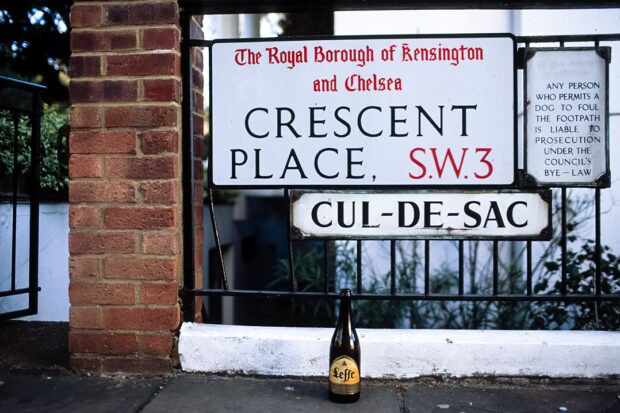 The Royal Borough of Kensington
and Chelsea
CRESCENT
PLACE, S.W.3
CUL-DE-SAC
ANY PERSON
WHO PERMITS A
DOG TO FOUL
THE FOOTPATH
IS LIABLE TO
PROSECUTION
UNDER THE
COUNCIL'S
BYE-LAW
Leffe